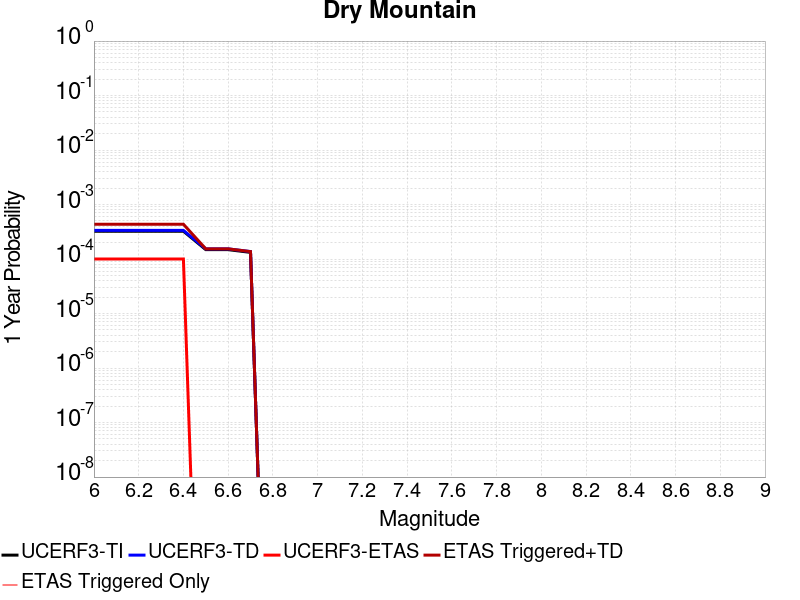 Dry Mountain
10^0
10^-1
10^-2
10^-3
10^-4
10^-5
10^-6
10^-7
10^-8
1 Year Probability
6 6.2 6.4 6.6 6.8 7 7.2 7.4 7.6 7.8 8 8.2 8.4 8.6 8.8 9
Magnitude
UCERF3-TI UCERF3-TD UCERF3-ETAS ETAS Triggered+TD
ETAS Triggered Only